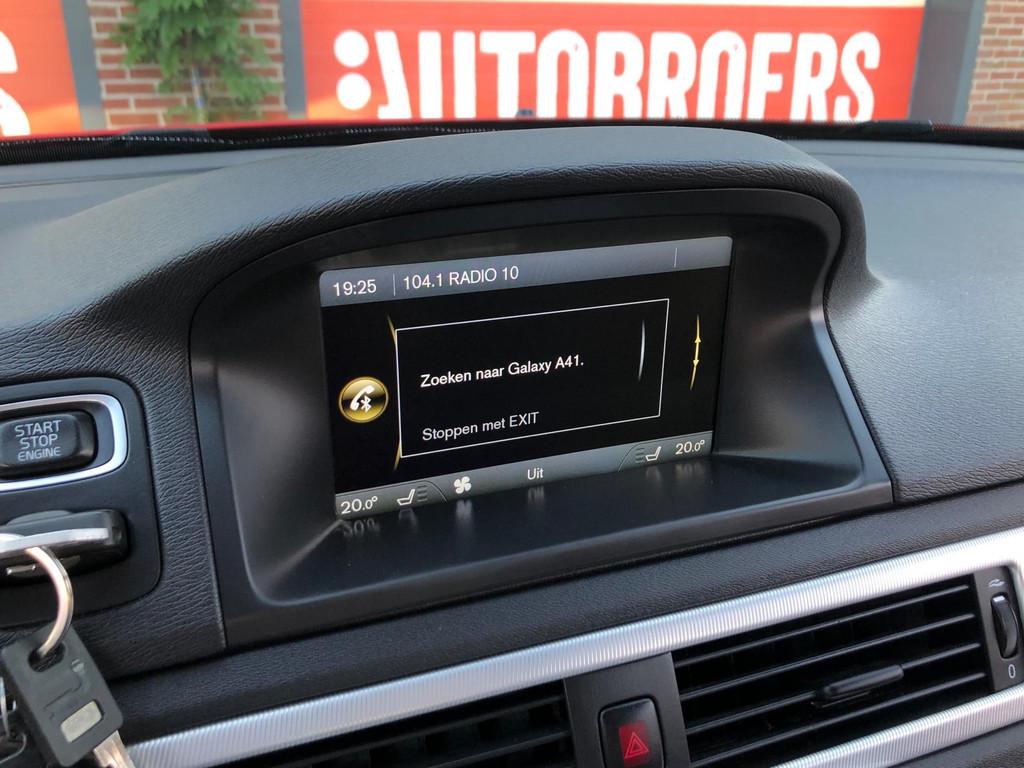 :AUTOBROERS
19:25 104.1 RADIO 10
Zoeken naar Galaxy A41.
Stoppen met EXIT
20.0° Uit 20.0°
START
STOP
ENGINE
0